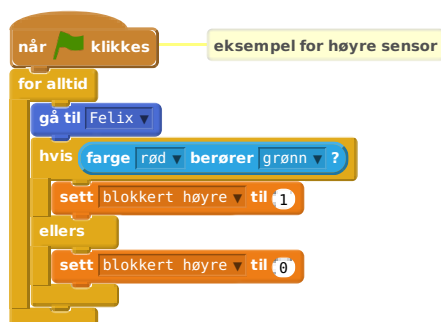 når klikkes eksempel for høyre sensor
for alltid
gå til Felix
hvis farge rød berører grønn ?
sett blokkert høyre til 1
ellers
sett blokkert høyre til 0